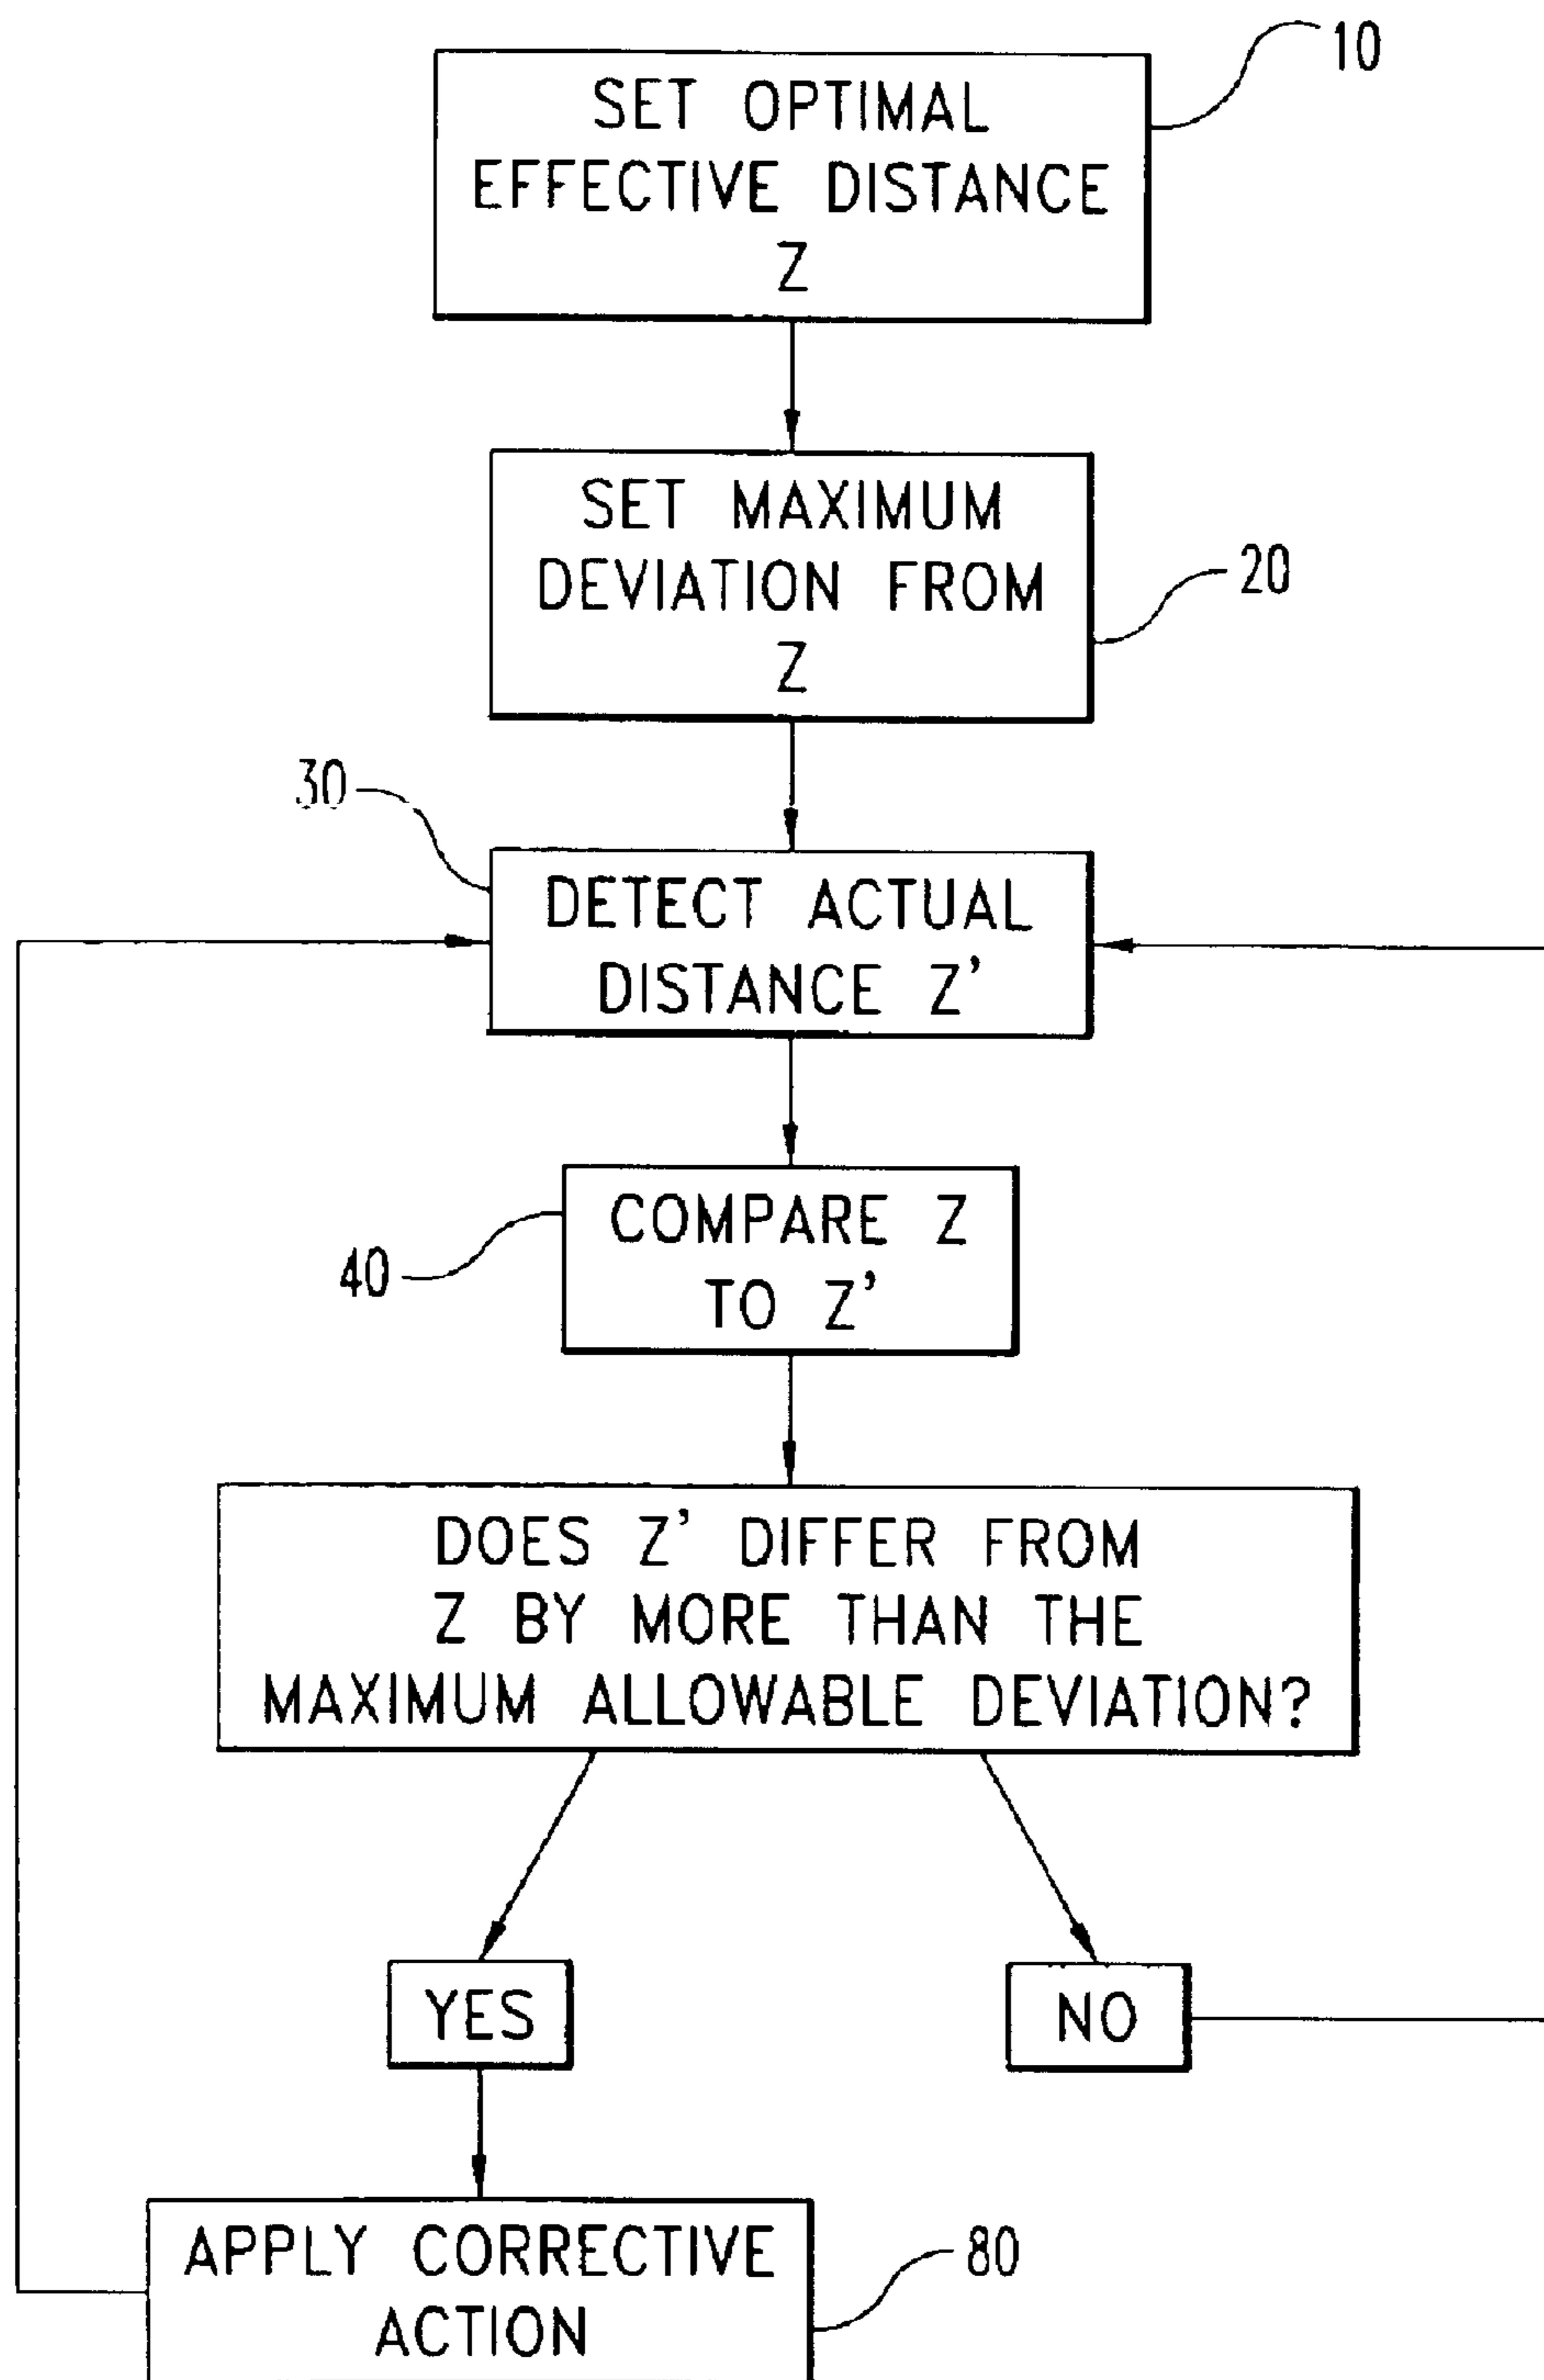 10
SET OPTIMAL
EFFECTIVE DISTANCE
Z
SET MAXIMUM
DEVIATION FROM
Z
20
30
DETECT ACTUAL
DISTANCE Z'
COMPARE Z
TO Z'
40
DOES Z' DIFFER FROM
Z BY MORE THAN THE
MAXIMUM ALLOWABLE DEVIATION?
YES
NO
APPLY CORRECTIVE
ACTION
80